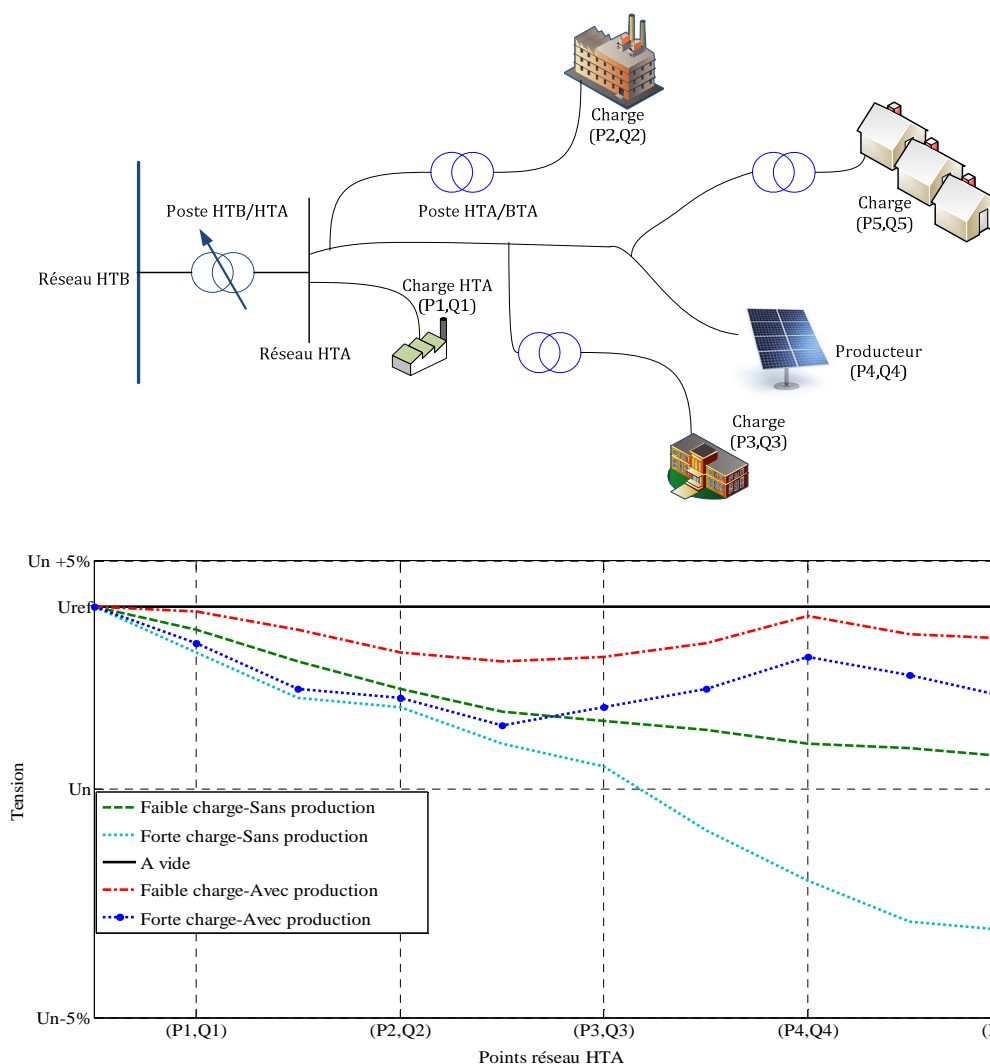 Charge
(P2,Q2)
Poste HTB/HTA
Poste HTA/BTA
Charge
(P5,Q5)
Réseau HTB
Charge HTA
(P1,Q1)
Réseau HTA
Producteur
(P4,Q4)
Charge
(P3,Q3)
Un +5%
Uref
Un
Un-5%
Tension
Faible charge-Sans production
Forte charge-Sans production
A vide
Faible charge-Avec production
Forte charge-Avec production
(P1,Q1)
(P2,Q2)
(P3,Q3)
(P4,Q4)
Points réseau HTA